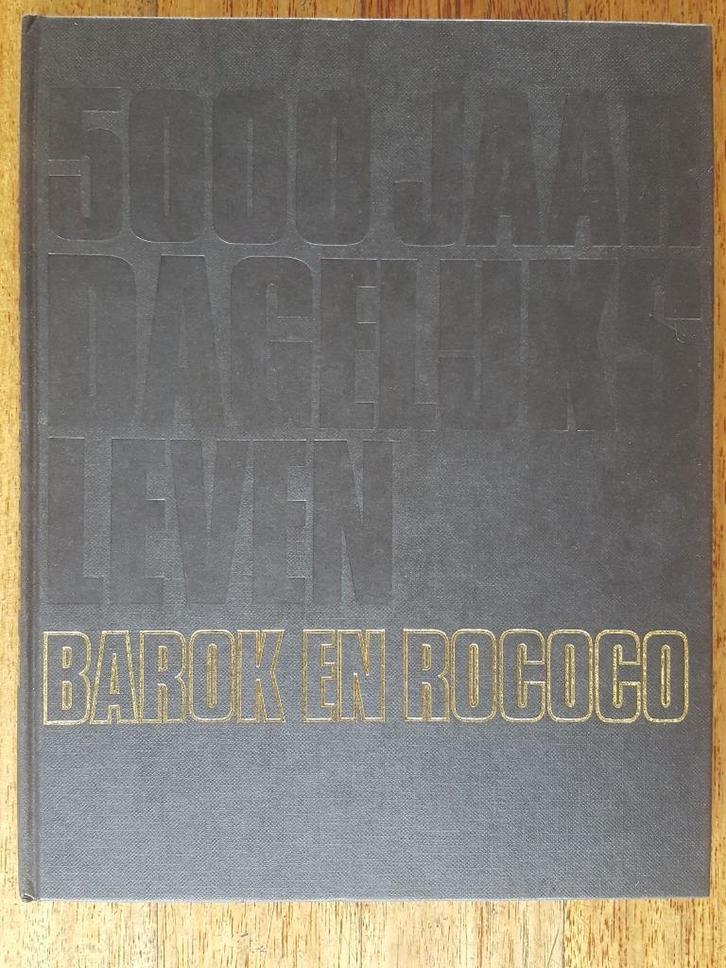 5000 JAAR
DAGELIJKS
LEVEN
BAROK EN ROCOCO